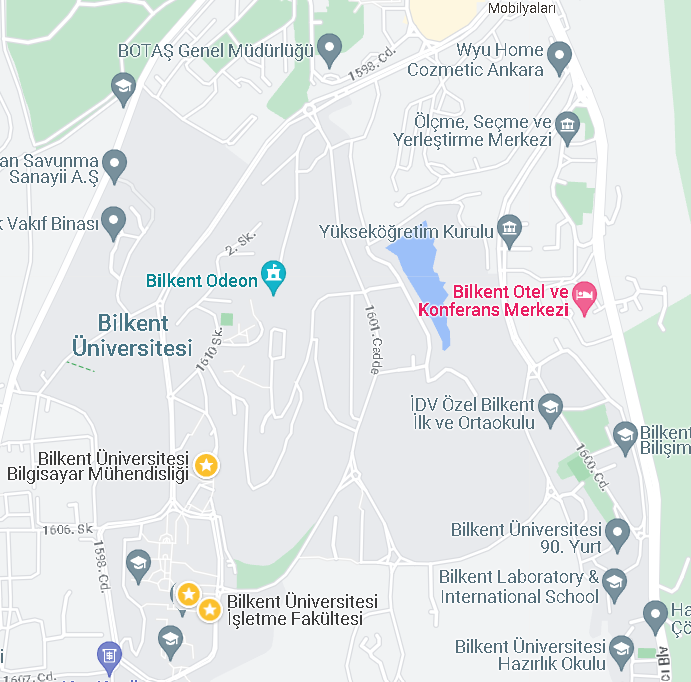 Mobilyaları
BOTAŞ Genel Müdürlüğü
1598. Cd.
Wyu Home
Cozmetic Ankara
Ölçme, Seçme ve
Yerleştirme Merkezi
an Savunma
Sanayii A.Ş
k Vakıf Binası
2. Sk.
Yükseköğretim Kurulu
Bilkent Odeon
Bilkent Otel ve
Konferans Merkezi
Bilkent
Üniversitesi
1610 Sk.
1601. Cadde
İDV Özel Bilkent
İlk ve Ortaokulu
Bilkent
Bilişim
Bilkent Üniversitesi
Bilgisayar Mühendisliği
1600. Cd.
1606. Sk
1598. Cd.
Bilkent Üniversitesi
90. Yurt
Bilkent Laboratory &
International School
Bilkent Üniversitesi
İşletme Fakültesi
Ha
Çö
Bilkent Üniversitesi
Hazırlık Okulu
1607. Cd.